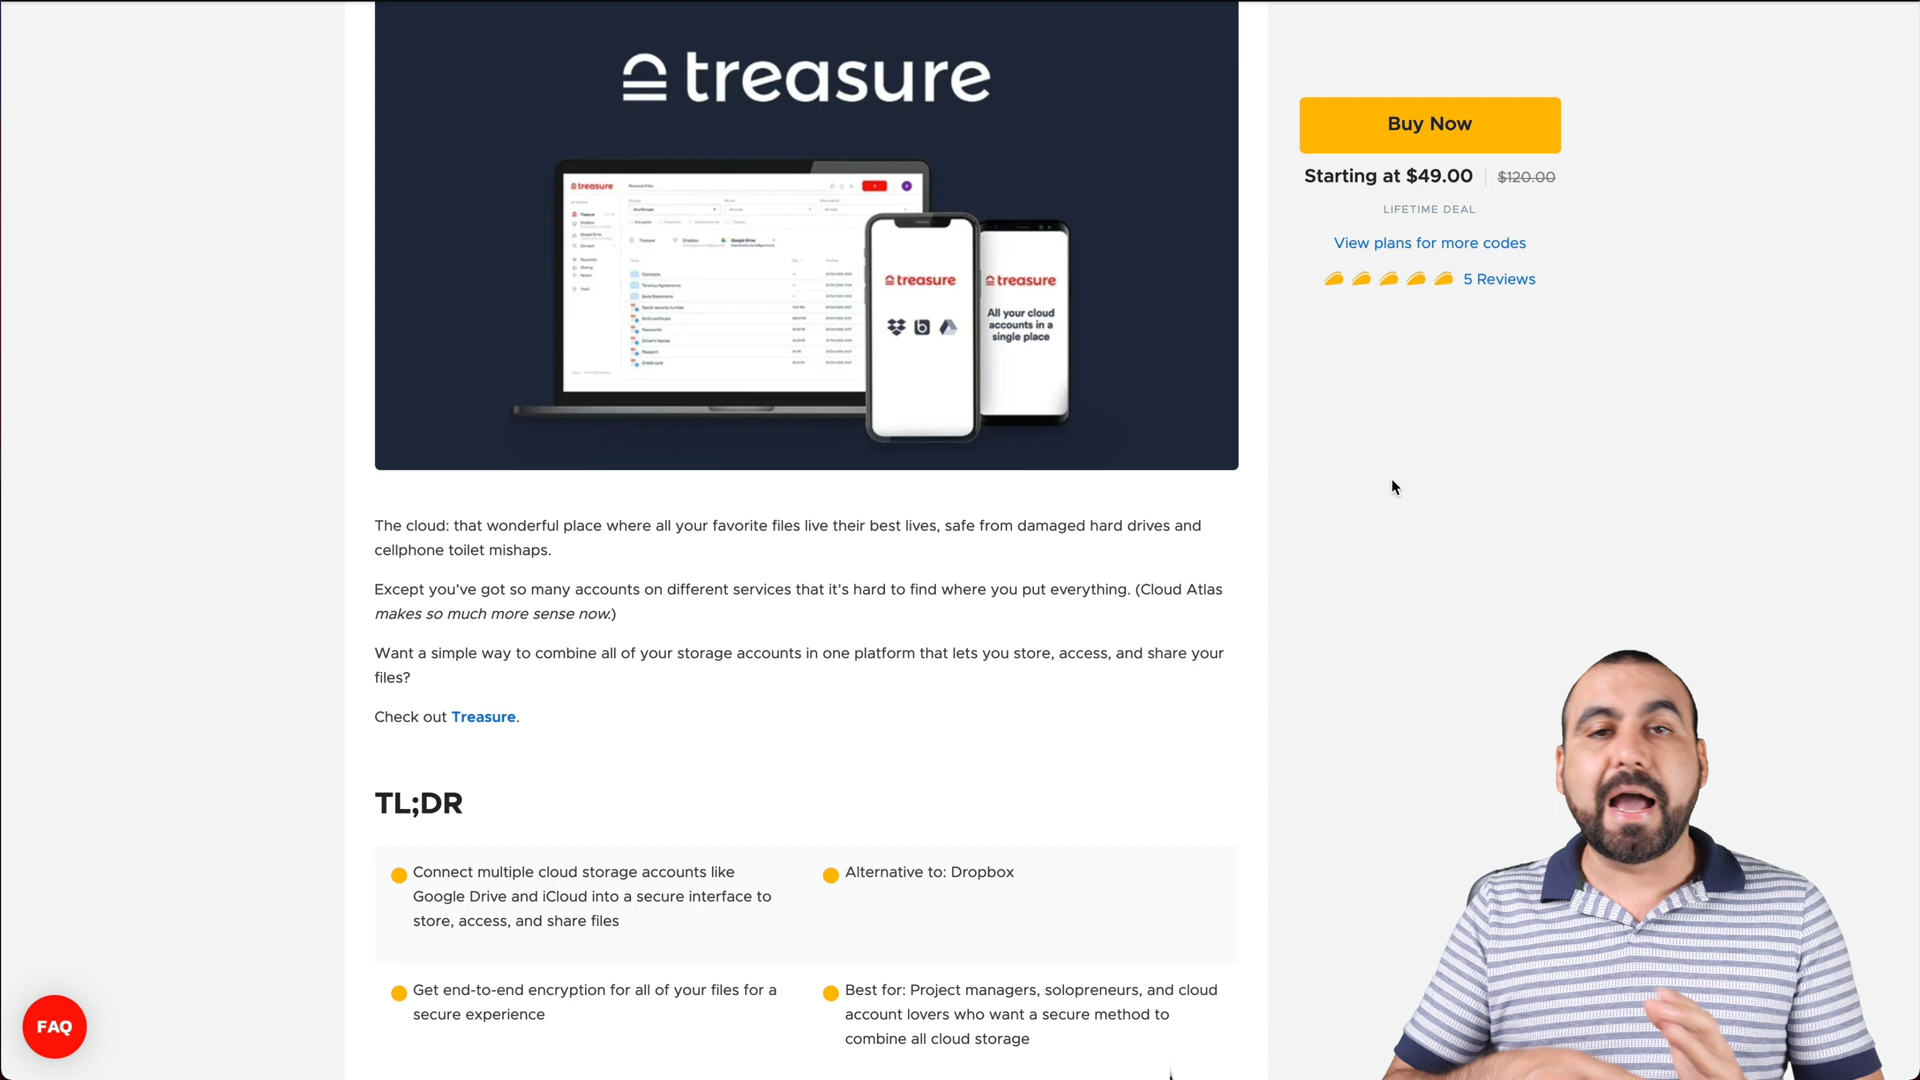 treasure
treasure
Personal Files
treasure
treasure
All your cloud
accounts in a
single place
Buy Now
Starting at $49.00 $120.00
LIFETIME DEAL
View plans for more codes
5 Reviews
The cloud: that wonderful place where all your favorite files live their best lives, safe from damaged hard drives and
cellphone toilet mishaps.
Except you've got so many accounts on different services that it's hard to find where you put everything. (Cloud Atlas
makes so much more sense now.)
Want a simple way to combine all of your storage accounts in one platform that lets you store, access, and share your
files?
Check out Treasure.
TL;DR
Connect multiple cloud storage accounts like
Google Drive and iCloud into a secure interface to
store, access, and share files
Alternative to: Dropbox
Get end-to-end encryption for all of your files for a
secure experience
Best for: Project managers, solopreneurs, and cloud
account lovers who want a secure method to
combine all cloud storage
FAQ